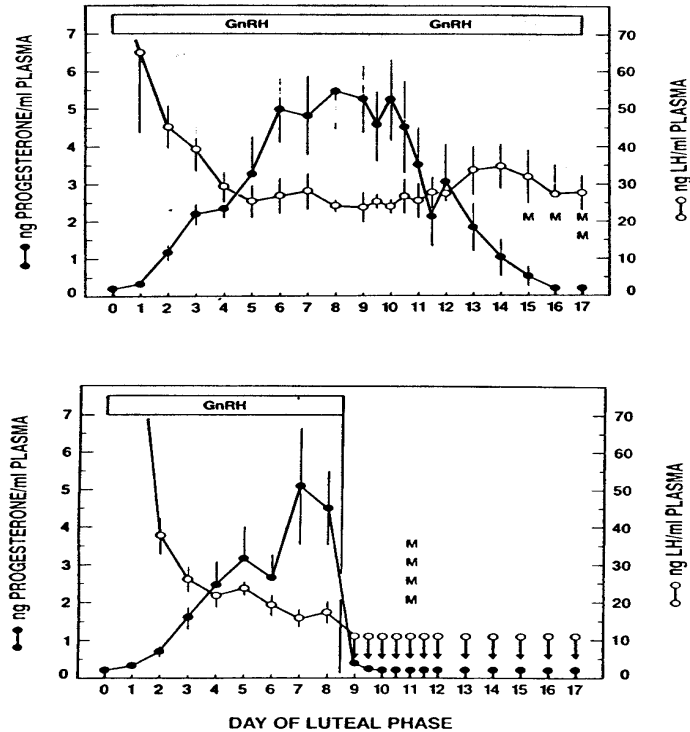 GnRH GnRH
7 70
6 60
5 50
4 40
3 30
2 20
1 10
0 0
M M M
M
0 1 2 3 4 5 6 7 8 9 10 11 12 13 14 15 16 17
ng PROGESTERONE/ml PLASMA
ng LH/ml PLASMA
GnRH
7 70
6 60
5 50
4 40
3 30
2 20
1 10
0 0
M
M
M
M
0 1 2 3 4 5 6 7 8 9 10 11 12 13 14 15 16 17
ng PROGESTERONE/ml PLASMA
ng LH/ml PLASMA
DAY OF LUTEAL PHASE